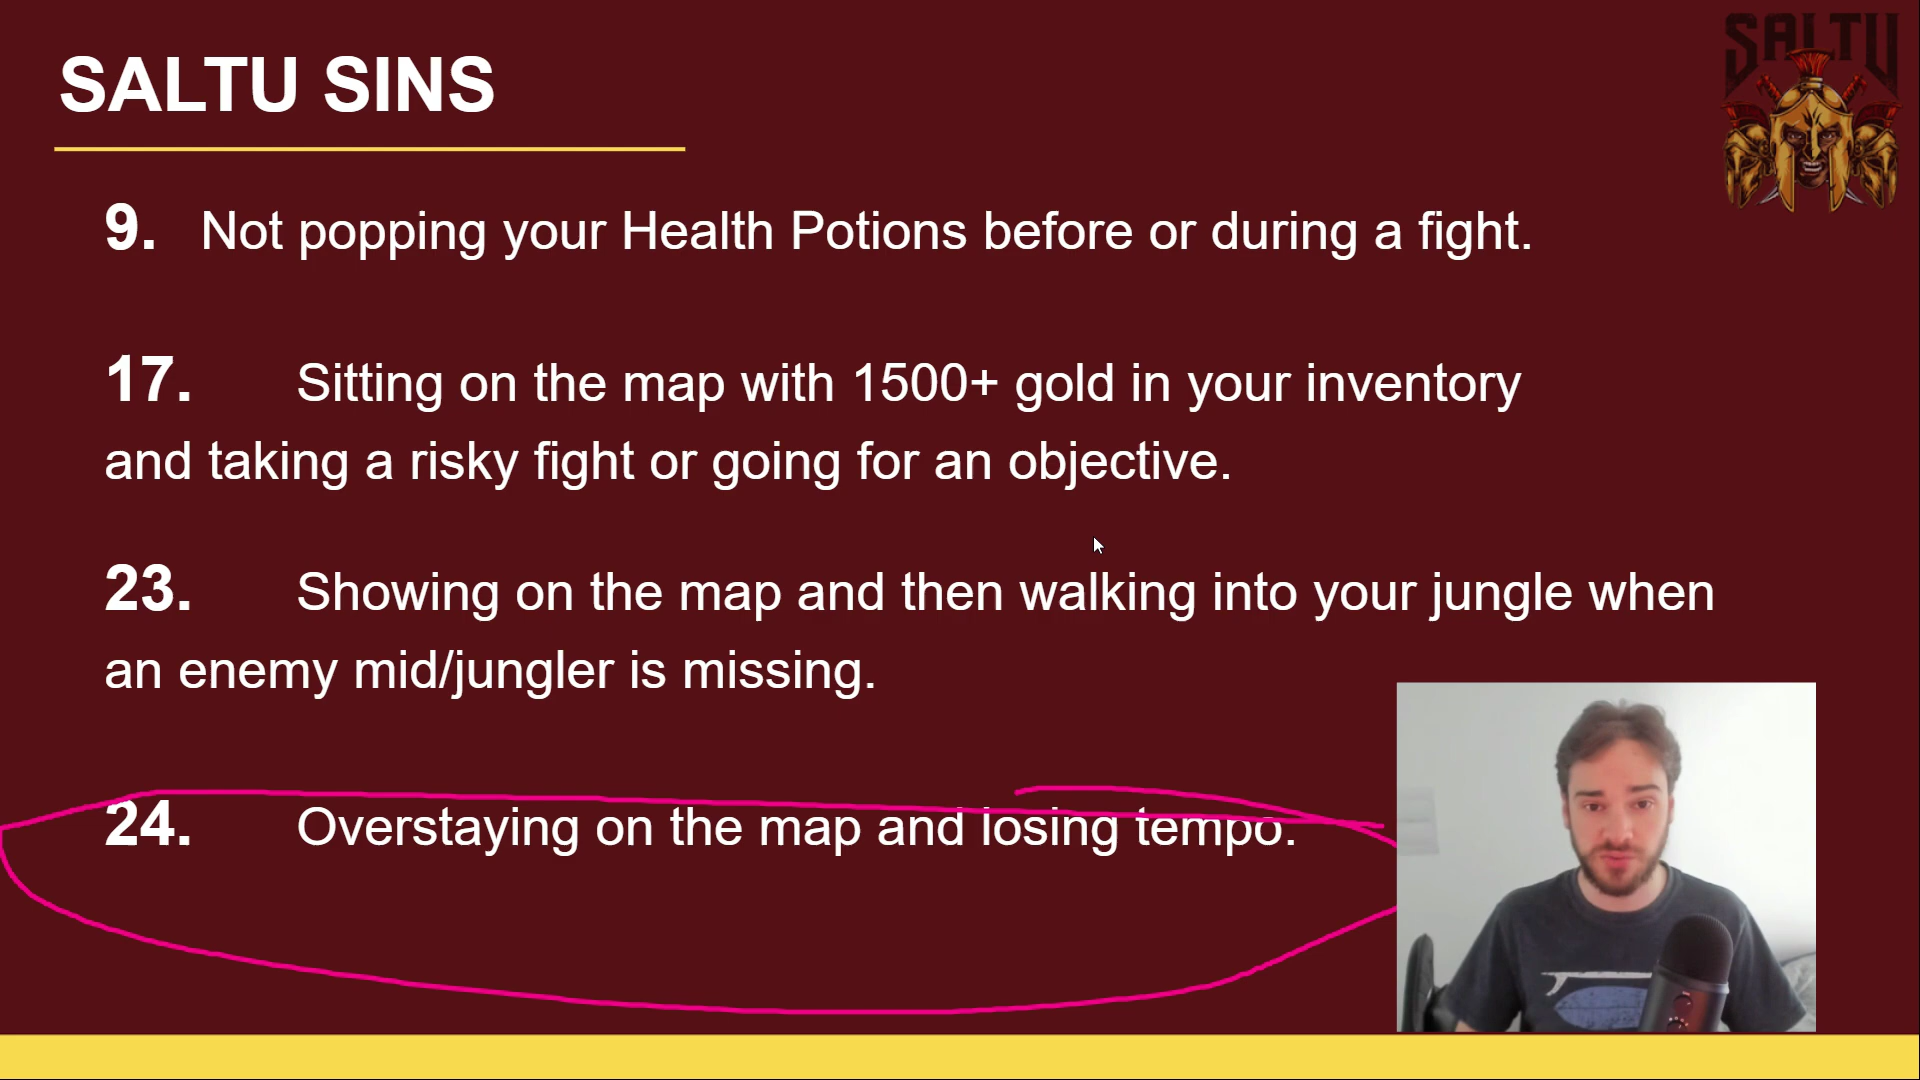 SALTU SINS
SALTU
9. Not popping your Health Potions before or during a fight.
17. Sitting on the map with 1500+ gold in your inventory
and taking a risky fight or going for an objective.
23. Showing on the map and then walking into your jungle when
an enemy mid/jungler is missing.
24. Overstaying on the map and losing tempo.